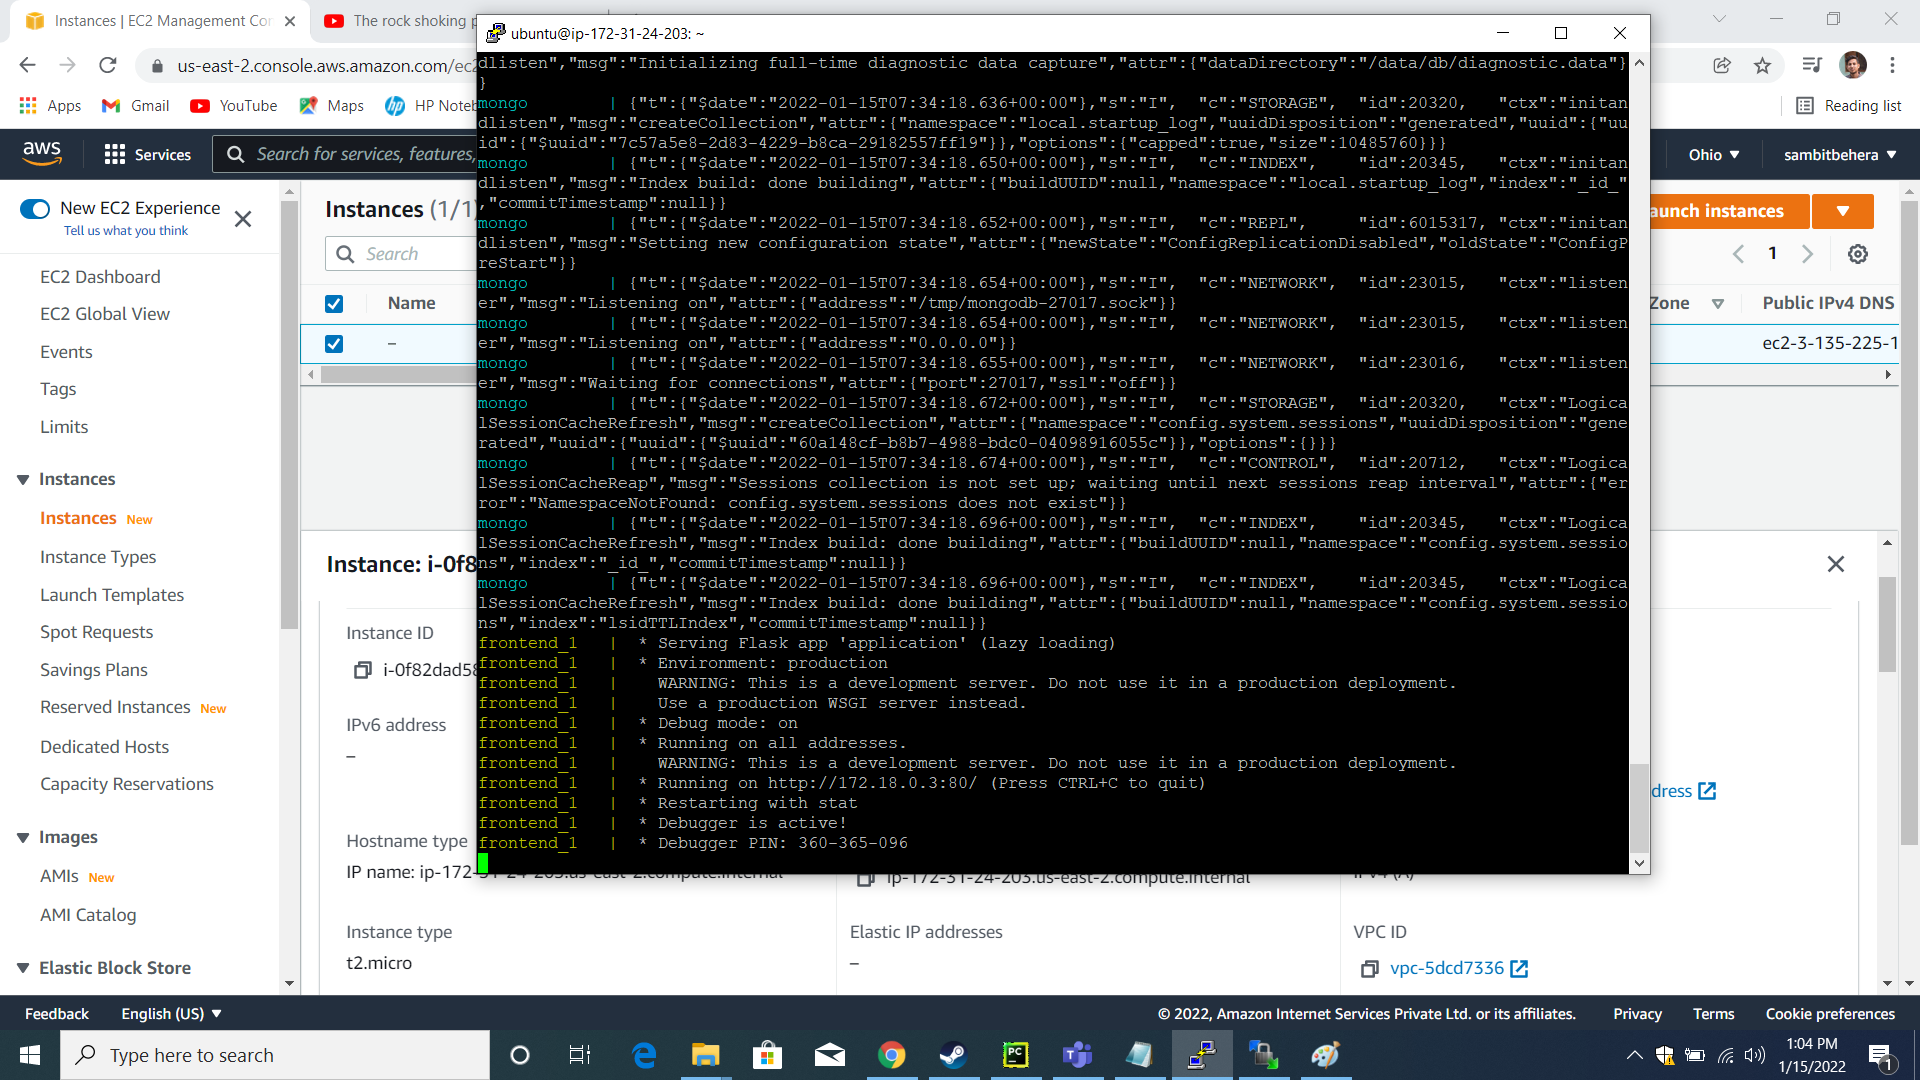 Instances | EC2 Management Con
The rock shoking p
us-east-2.console.aws.amazon.com/ec2
Apps
Gmail
YouTube
Maps
HP Noteb
Reading list
aws
Services
Search for services, features,
Ohio
sambitbehera
New EC2 Experience
Tell us what you think
EC2 Dashboard
EC2 Global View
Events
Tags
Limits
Instances
Instances New
Instance Types
Launch Templates
Spot Requests
Savings Plans
Reserved Instances New
Dedicated Hosts
Capacity Reservations
Images
AMIs New
AMI Catalog
Elastic Block Store
Instances (1/1)
Search
Name
–
aunch instances
1
Zone
Public IPv4 DNS
ec2-3-135-225-1
ubuntu@ip-172-31-24-203: ~
dlisten","msg":"Initializing full-time diagnostic data capture","attr":{"dataDirectory":"/data/db/diagnostic.data"}
}
mongo | {"t":{"$date":"2022-01-15T07:34:18.636+00:00"},"s":"I", "c":"STORAGE", "id":20320, "ctx":"initan
dlisten","msg":"createCollection","attr":{"namespace":"local.startup_log","uuidDisposition":"generated","uuid":{"uu
id":{"$uuid":"7c57a5e8-2d83-4229-b8ca-29182557ff19"}},"options":{"capped":true,"size":10485760}}}
mongo | {"t":{"$date":"2022-01-15T07:34:18.650+00:00"},"s":"I", "c":"INDEX", "id":20345, "ctx":"initan
dlisten","msg":"Index build: done building","attr":{"buildUUID":null,"namespace":"local.startup_log","index":"_id_"
,"commitTimestamp":null}}
mongo | {"t":{"$date":"2022-01-15T07:34:18.652+00:00"},"s":"I", "c":"REPL", "id":6015317, "ctx":"initan
dlisten","msg":"Setting new configuration state","attr":{"newState":"ConfigReplicationDisabled","oldState":"ConfigP
reStart"}}
mongo | {"t":{"$date":"2022-01-15T07:34:18.654+00:00"},"s":"I", "c":"NETWORK", "id":23015, "ctx":"listen
er","msg":"Listening on","attr":{"address":"/tmp/mongodb-27017.sock"}}
mongo | {"t":{"$date":"2022-01-15T07:34:18.654+00:00"},"s":"I", "c":"NETWORK", "id":23015, "ctx":"listen
er","msg":"Listening on","attr":{"address":"0.0.0.0"}}
mongo | {"t":{"$date":"2022-01-15T07:34:18.655+00:00"},"s":"I", "c":"NETWORK", "id":23016, "ctx":"listen
er","msg":"Waiting for connections","attr":{"port":27017,"ssl":"off"}}
mongo | {"t":{"$date":"2022-01-15T07:34:18.672+00:00"},"s":"I", "c":"STORAGE", "id":20320, "ctx":"Logica
lSessionCacheRefresh","msg":"createCollection","attr":{"namespace":"config.system.sessions","uuidDisposition":"gene
rated","uuid":{"uuid":{"$uuid":"60a148cf-b8b7-4988-bdc0-04098916055c"}},"options":{}}}
mongo | {"t":{"$date":"2022-01-15T07:34:18.674+00:00"},"s":"I", "c":"CONTROL", "id":20712, "ctx":"Logica
lSessionCacheReap","msg":"Sessions collection is not set up; waiting until next sessions reap interval","attr":{"er
ror":"NamespaceNotFound: config.system.sessions does not exist"}}
mongo | {"t":{"$date":"2022-01-15T07:34:18.696+00:00"},"s":"I", "c":"INDEX", "id":20345, "ctx":"Logica
lSessionCacheRefresh","msg":"Index build: done building","attr":{"buildUUID":null,"namespace":"config.system.sessio
ns","index":"_id_","commitTimestamp":null}}
mongo | {"t":{"$date":"2022-01-15T07:34:18.696+00:00"},"s":"I", "c":"INDEX", "id":20345, "ctx":"Logica
lSessionCacheRefresh","msg":"Index build: done building","attr":{"buildUUID":null,"namespace":"config.system.sessio
ns","index":"lsidTTLIndex","commitTimestamp":null}}
frontend_1 | * Serving Flask app 'application' (lazy loading)
frontend_1 | * Environment: production
frontend_1 | WARNING: This is a development server. Do not use it in a production deployment.
frontend_1 | Use a production WSGI server instead.
frontend_1 | * Debug mode: on
frontend_1 | * Running on all addresses.
frontend_1 | WARNING: This is a development server. Do not use it in a production deployment.
frontend_1 | * Running on http://172.18.0.3:80/ (Press CTRL+C to quit)
frontend_1 | * Restarting with stat
frontend_1 | * Debugger is active!
frontend_1 | * Debugger PIN: 360-365-096
Instance: i-0f8
Instance ID
i-0f82dad58
IPv6 address
–
Hostname type
IP name: ip-172-31-24-203.us-east-2.compute.internal
ip-172-31-24-203.us-east-2.compute.internal
IPv4 (A)
dress
Instance type
t2.micro
Elastic IP addresses
–
VPC ID
vpc-5dcd7336
Feedback
English (US)
© 2022, Amazon Internet Services Private Ltd. or its affiliates.
Privacy
Terms
Cookie preferences
Type here to search
1:04 PM
1/15/2022
1